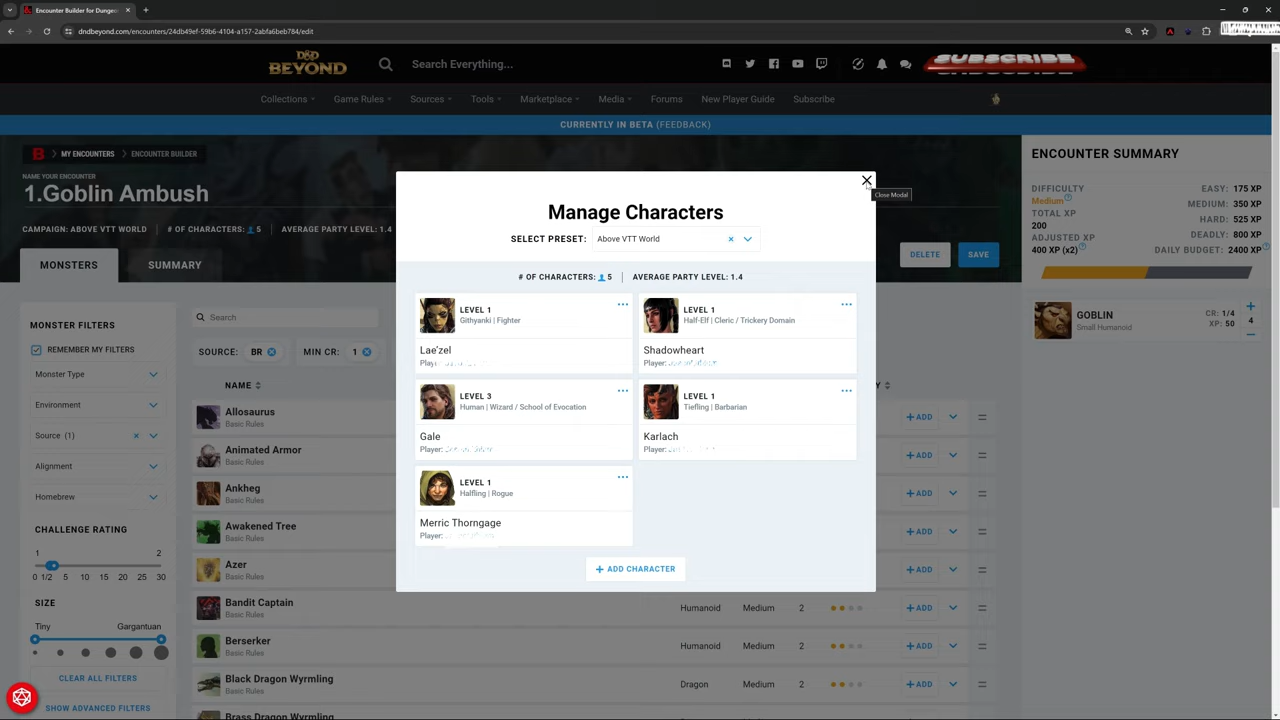 Encounter Builder for Dunge
dndbeyond.com/encounters/24db49ef-59b6-4104-a157-2abfa6beb784/edit
D&D BEYOND
Search Everything...
SUBSCRIBE
Collections
Game Rules
Sources
Tools
Marketplace
Media
Forums
New Player Guide
Subscribe
CURRENTLY IN BETA (FEEDBACK)
B MY ENCOUNTERS ENCOUNTER BUILDER
NAME YOUR ENCOUNTER
1.Goblin Ambush
CAMPAIGN: ABOVE VTT WORLD # OF CHARACTERS: 5 AVERAGE PARTY LEVEL: 1.4
MONSTERS
SUMMARY
DELETE
SAVE
MONSTER FILTERS
REMEMBER MY FILTERS
Monster Type
Environment
Source (1)
Alignment
Homebrew
CHALLENGE RATING
1 2
0 1/2 5 10 15 20 25 30
SIZE
Tiny Gargantuan
CLEAR ALL FILTERS
SHOW ADVANCED FILTERS
Search
SOURCE: BR MIN CR: 1
NAME
Allosaurus
Basic Rules
+ ADD
Animated Armor
Basic Rules
+ ADD
Ankheg
Basic Rules
+ ADD
Awakened Tree
Basic Rules
+ ADD
Azer
Basic Rules
+ ADD
Bandit Captain
Basic Rules
Humanoid Medium 2
+ ADD
Berserker
Basic Rules
Humanoid Medium 2
+ ADD
Black Dragon Wyrmling
Basic Rules
Dragon Medium 2
+ ADD
Brass Dragon Wyrmling
Manage Characters
Close Modal
SELECT PRESET: Above VTT World
# OF CHARACTERS: 5 AVERAGE PARTY LEVEL: 1.4
LEVEL 1
Githyanki | Fighter
Lae'zel
Player:
LEVEL 1
Half-Elf | Cleric / Trickery Domain
Shadowheart
Player:
LEVEL 3
Human | Wizard / School of Evocation
Gale
Player:
LEVEL 1
Tiefling | Barbarian
Karlach
Player:
LEVEL 1
Halfling | Rogue
Merric Thorngage
Player:
+ ADD CHARACTER
ENCOUNTER SUMMARY
DIFFICULTY
Medium
TOTAL XP
200
ADJUSTED XP
400 XP (x2)
EASY: 175 XP
MEDIUM: 350 XP
HARD: 525 XP
DEADLY: 800 XP
DAILY BUDGET: 2400 XP
GOBLIN
Small Humanoid
CR: 1/4
XP: 50
4